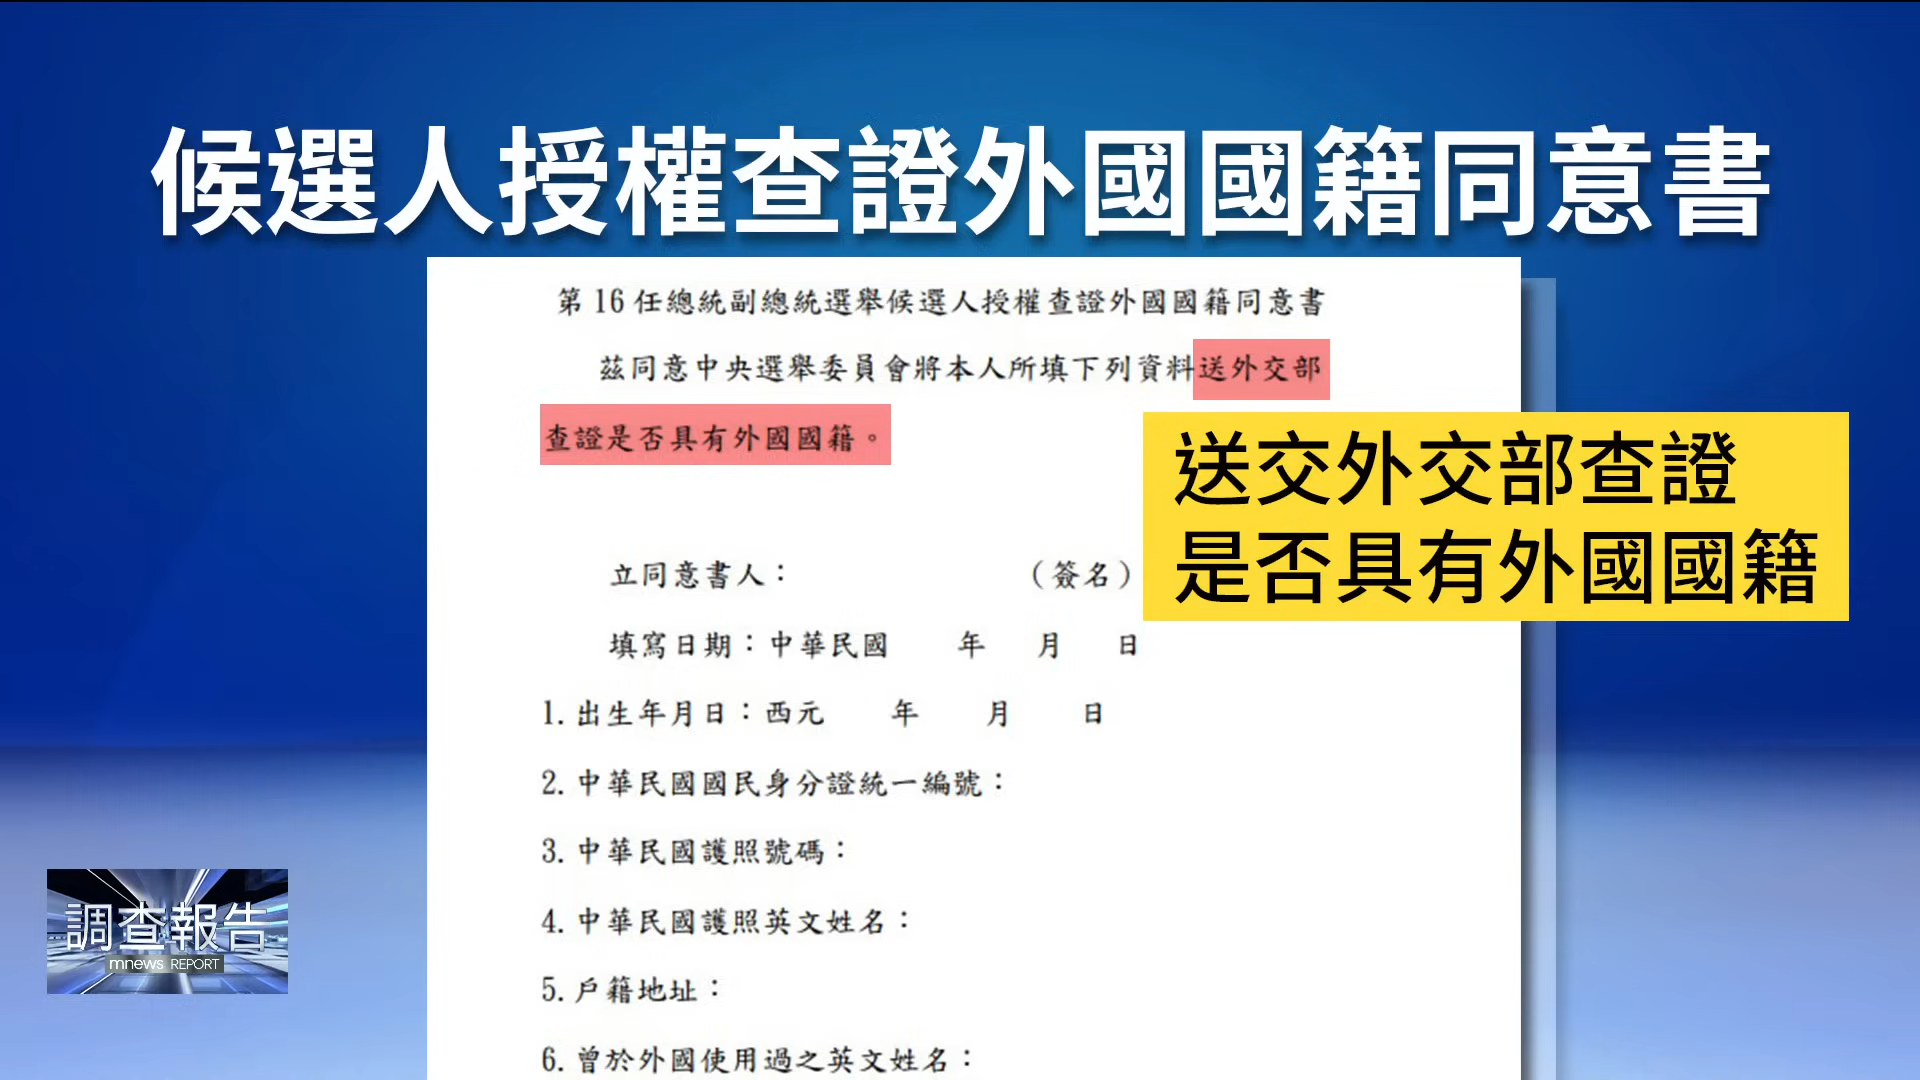 候選人授權查證外國國籍同意書
第16任總統副總統選舉候選人授權查證外國國籍同意書
茲同意中央選舉委員會將本人所填下列資料送外交部
查證是否具有外國國籍。
送交外交部查證
是否具有外國國籍
立同意書人：　　　　　　　（簽名）
填寫日期：中華民國　　年　月　日
1.出生年月日：西元　　年　　月　　日
2.中華民國國民身分證統一編號：
3.中華民國護照號碼：
4.中華民國護照英文姓名：
5.戶籍地址：
6.曾於外國使用過之英文姓名：
調查報告
mnews REPORT